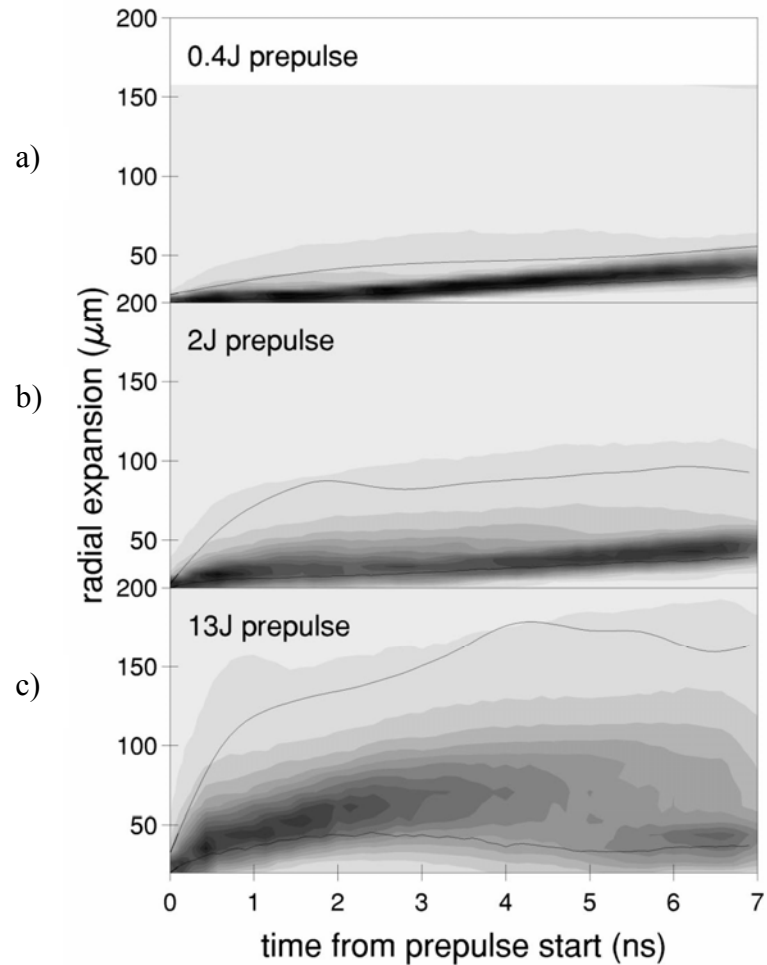 200
0.4J prepulse
150
a)
100
50
200
2J prepulse
150
b)
100
50
radial expansion (μm)
200
13J prepulse
150
c)
100
50
0 1 2 3 4 5 6 7
time from prepulse start (ns)